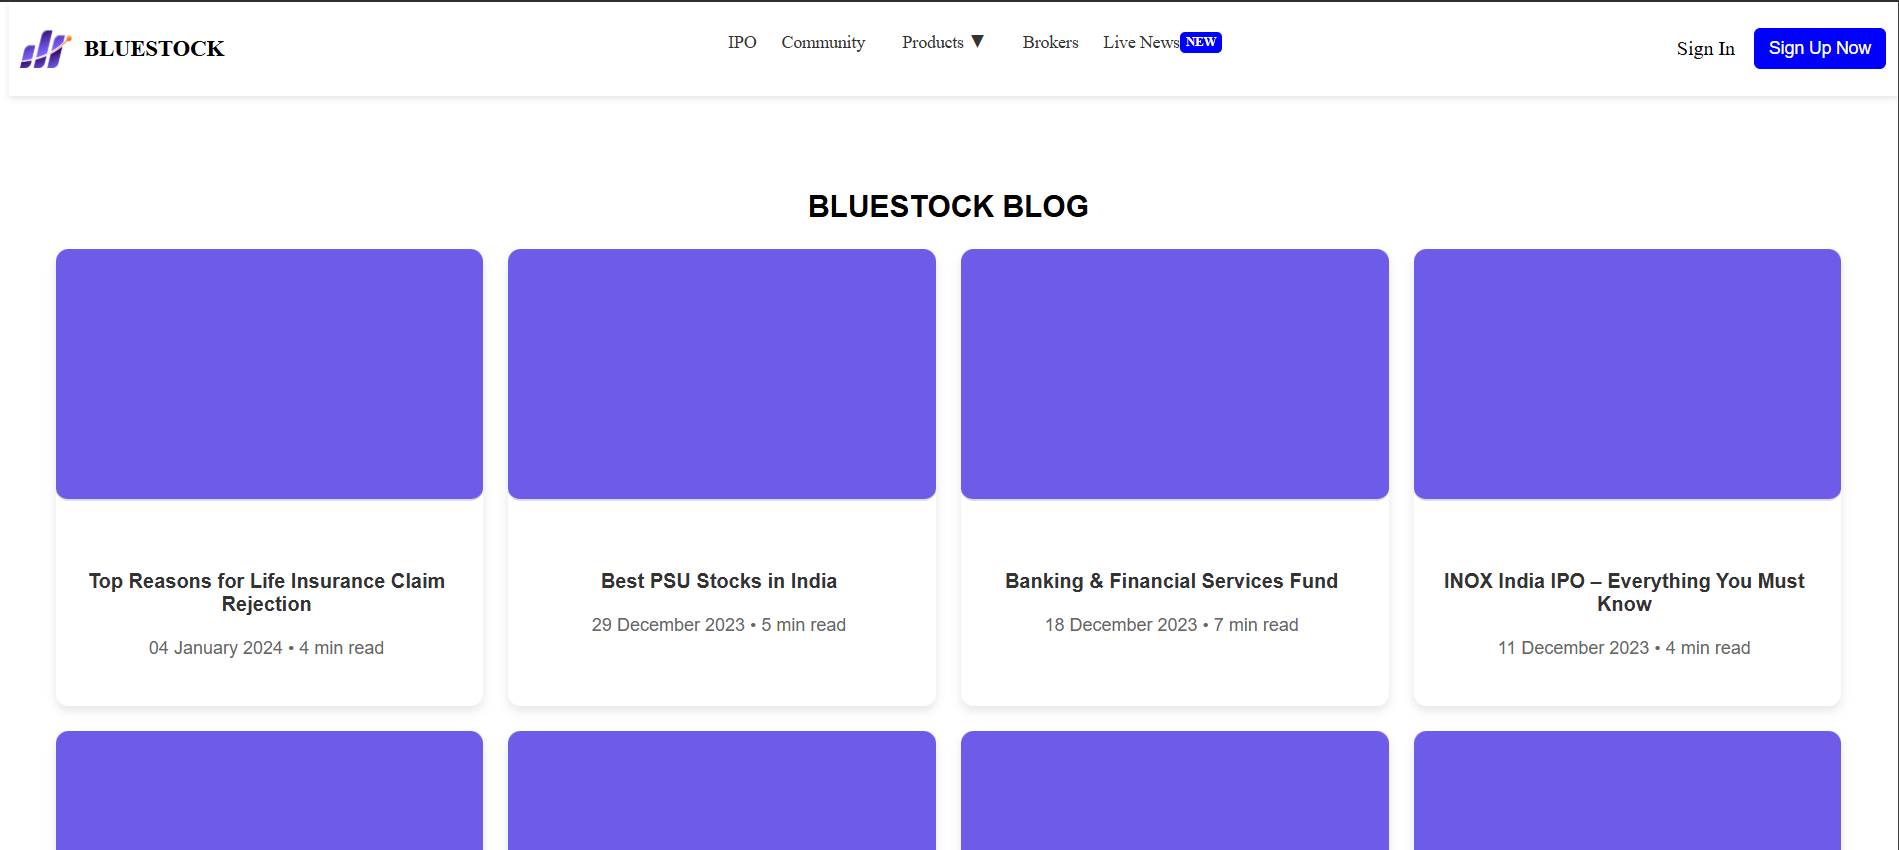 BLUESTOCK
IPO Community Products ▼ Brokers Live News NEW
Sign In Sign Up Now
BLUESTOCK BLOG
Top Reasons for Life Insurance Claim
Rejection
04 January 2024 • 4 min read
Best PSU Stocks in India
29 December 2023 • 5 min read
Banking & Financial Services Fund
18 December 2023 • 7 min read
INOX India IPO – Everything You Must
Know
11 December 2023 • 4 min read